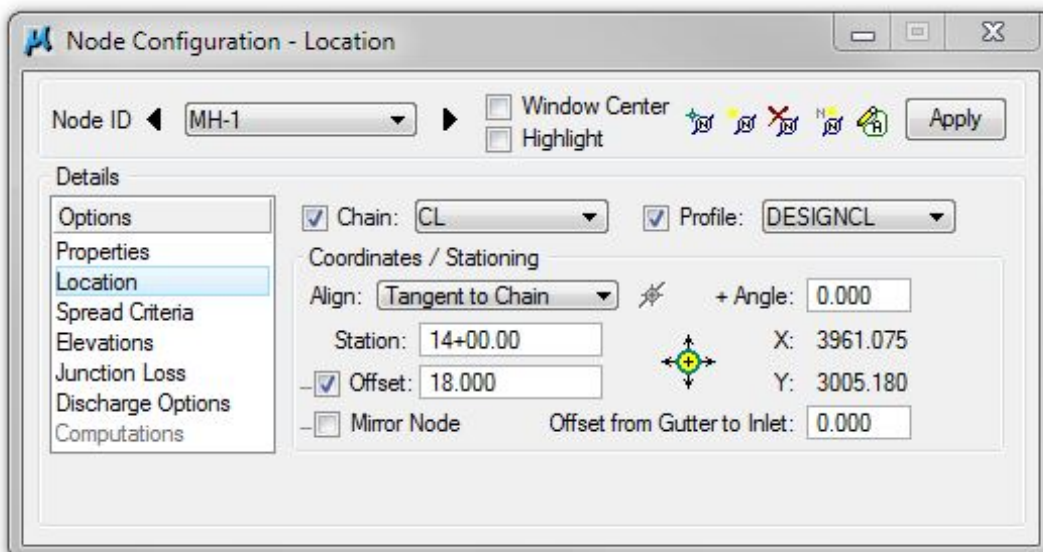 Node Configuration - Location
Node ID MH-1 Window Center Apply
Highlight
Details
Options
Properties
Location
Spread Criteria
Elevations
Junction Loss
Discharge Options
Computations
Chain: CL Profile: DESIGNCL
Coordinates / Stationing
Align: Tangent to Chain + Angle: 0.000
Station: 14+00.00 X: 3961.075
Offset: 18.000 Y: 3005.180
Mirror Node Offset from Gutter to Inlet: 0.000